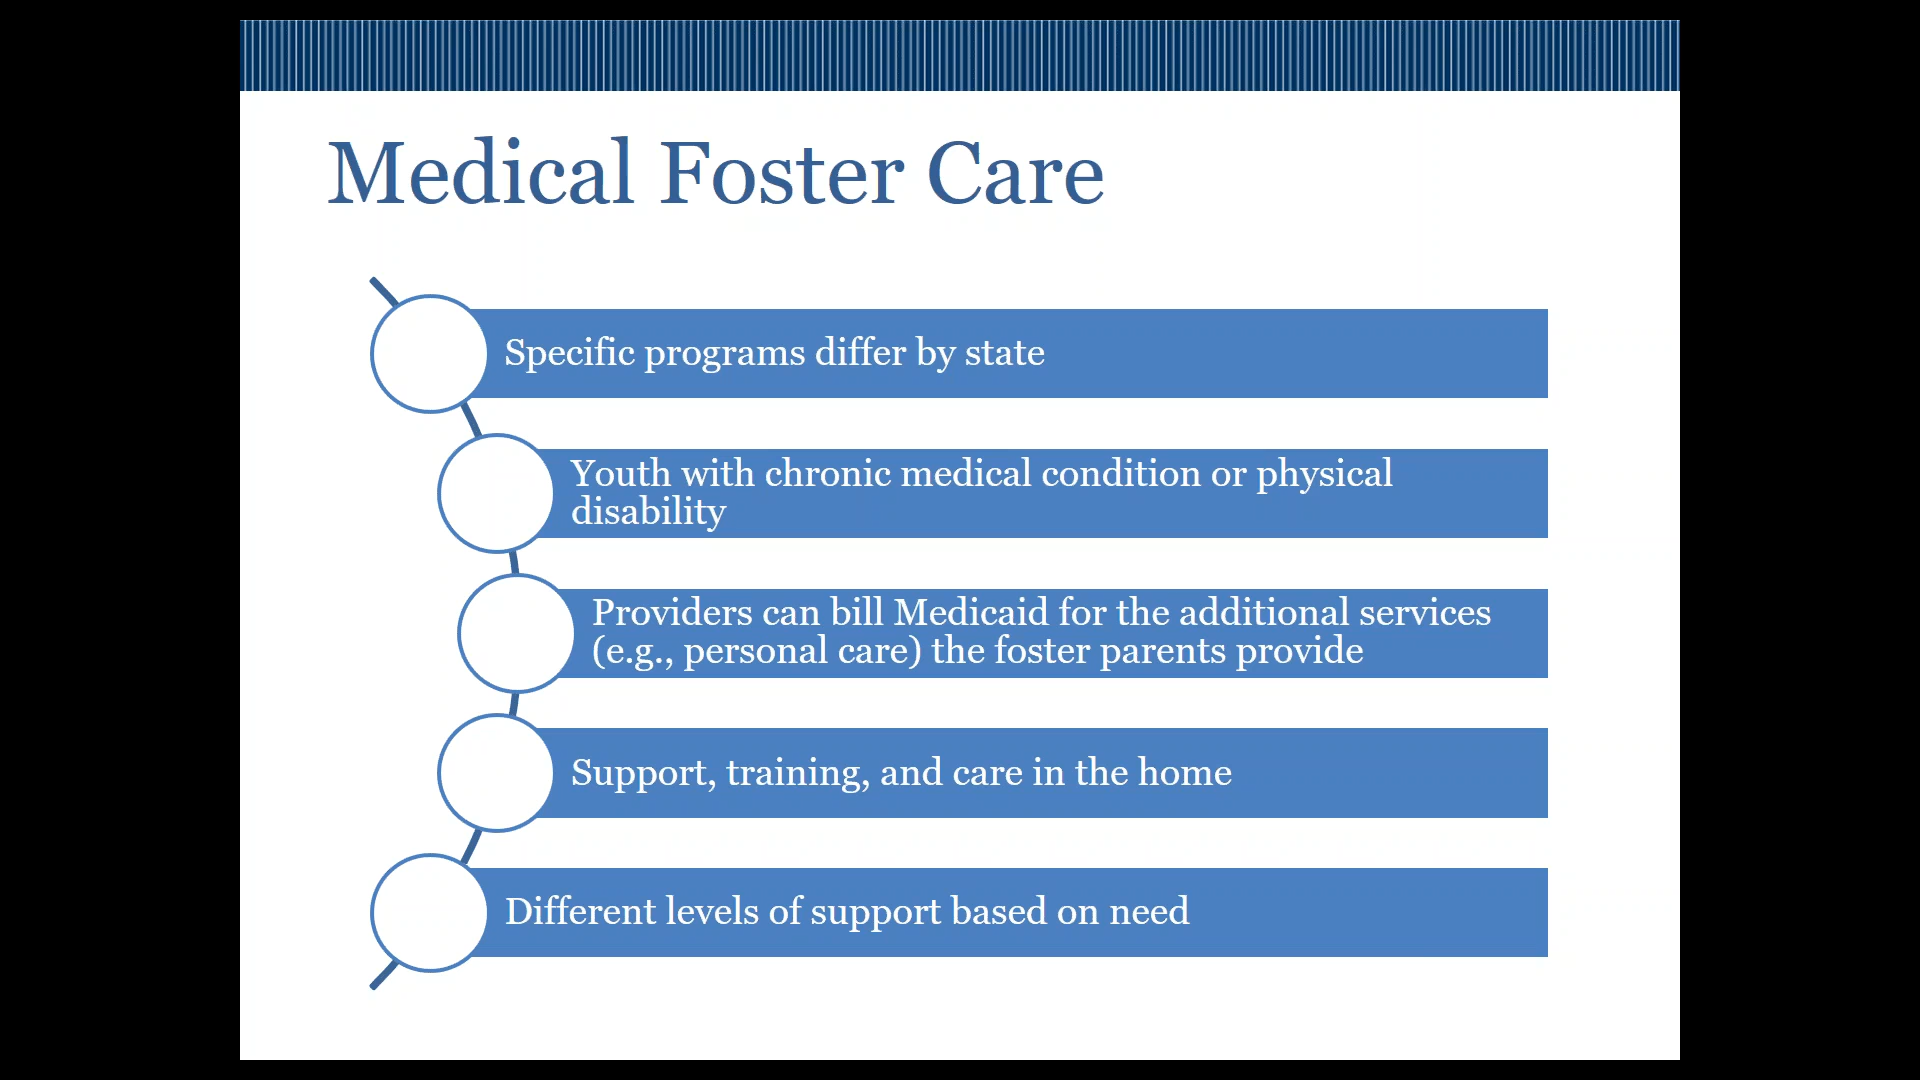 Medical Foster Care
Specific programs differ by state
Youth with chronic medical condition or physical
disability
Providers can bill Medicaid for the additional services
(e.g., personal care) the foster parents provide
Support, training, and care in the home
Different levels of support based on need